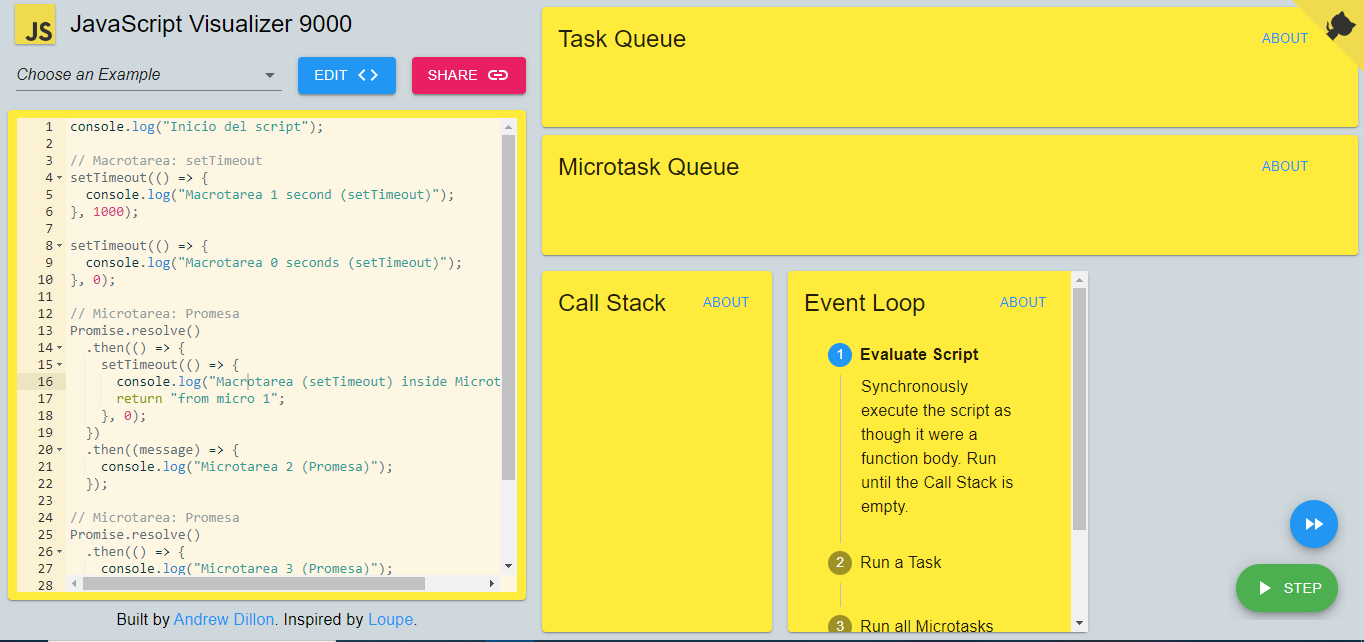 JS JavaScript Visualizer 9000
Choose an Example
EDIT
SHARE
1 console.log("Inicio del script");
2
3 // Macrotarea: setTimeout
4 setTimeout(() => {
5 console.log("Macrotarea 1 second (setTimeout)");
6 }, 1000);
7
8 setTimeout(() => {
9 console.log("Macrotarea 0 seconds (setTimeout)");
10 }, 0);
11
12 // Microtarea: Promesa
13 Promise.resolve()
14 .then(() => {
15 setTimeout(() => {
16 console.log("Macrotarea (setTimeout) inside Microt
17 return "from micro 1";
18 }, 0);
19 })
20 .then((message) => {
21 console.log("Microtarea 2 (Promesa)");
22 });
23
24 // Microtarea: Promesa
25 Promise.resolve()
26 .then(() => {
27 console.log("Microtarea 3 (Promesa)");
28
Built by Andrew Dillon. Inspired by Loupe.
Task Queue
ABOUT
Microtask Queue
ABOUT
Call Stack
ABOUT
Event Loop
ABOUT
1 Evaluate Script
Synchronously
execute the script as
though it were a
function body. Run
until the Call Stack is
empty.
2 Run a Task
3 Run all Microtasks
STEP